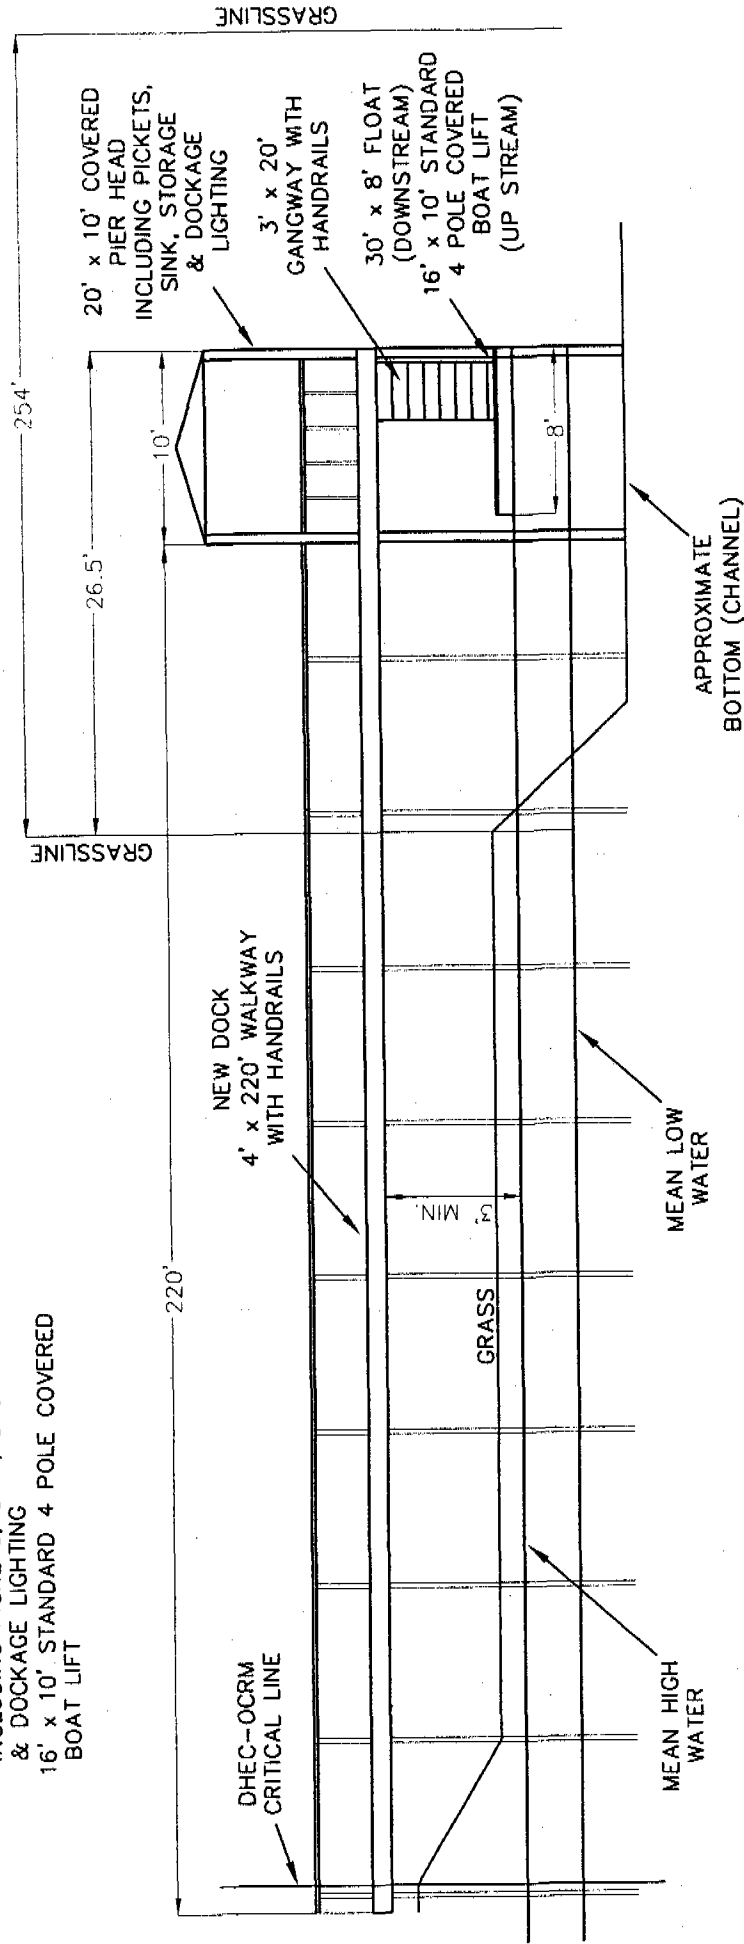 & DOCKAGE LIGHTING
16' x 10' STANDARD 4 POLE COVERED
BOAT LIFT
254'
26.5'
10'
220'
GRASSLINE
GRASSLINE
20' x 10' COVERED
PIER HEAD
INCLUDING PICKETS,
SINK, STORAGE
& DOCKAGE
LIGHTING
3' x 20'
GANGWAY WITH
HANDRAILS
30' x 8' FLOAT
(DOWNSTREAM)
16' x 10' STANDARD
4 POLE COVERED
BOAT LIFT
(UP STREAM)
NEW DOCK
4' x 220' WALKWAY
WITH HANDRAILS
DHEC-OCRM
CRITICAL LINE
3' MIN.
GRASS
8'
MEAN HIGH
WATER
MEAN LOW
WATER
APPROXIMATE
BOTTOM (CHANNEL)